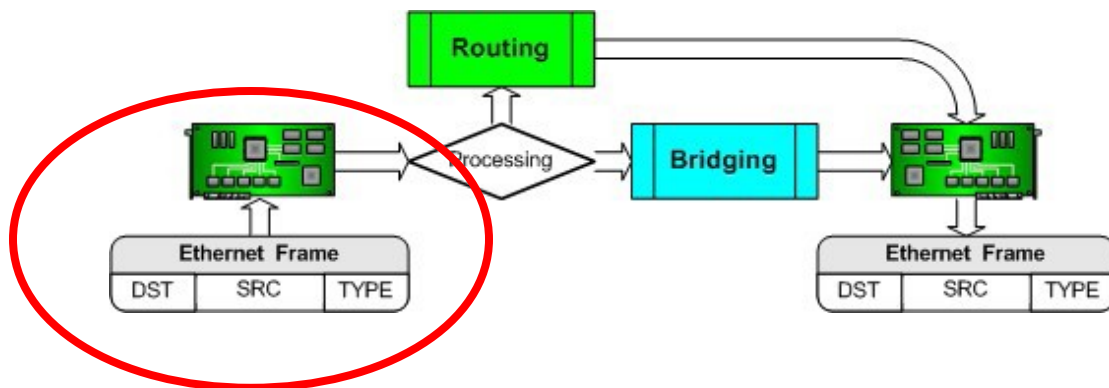 Routing
Processing
Bridging
Ethernet Frame
DST SRC TYPE
Ethernet Frame
DST SRC TYPE